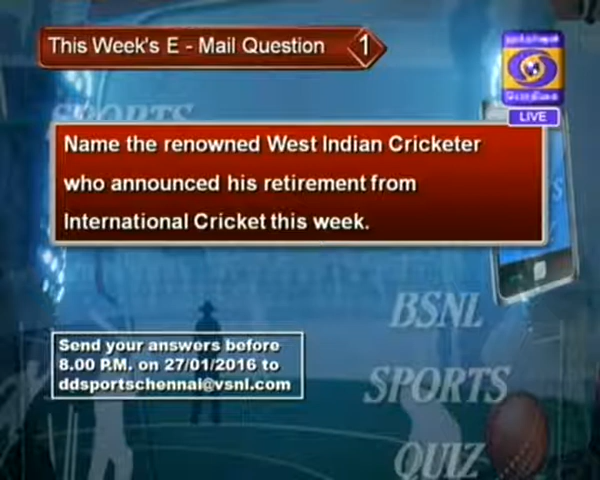 This Week's E - Mail Question
1
பொதிகை
LIVE
SPORTS
Name the renowned West Indian Cricketer
who announced his retirement from
International Cricket this week.
BSNL
Send your answers before
8.00 P.M. on 27/01/2016 to
ddsportschennai@vsnl.com
SPORTS
QUIZ